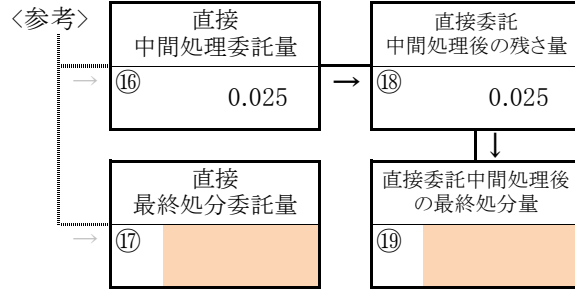 〈参考〉
直接
中間処理委託量
⑯
0.025
→
→
直接委託
中間処理後の残さ量
⑱
0.025
↓
直接
最終処分委託量
⑰
→
直接委託中間処理後
の最終処分量
⑲